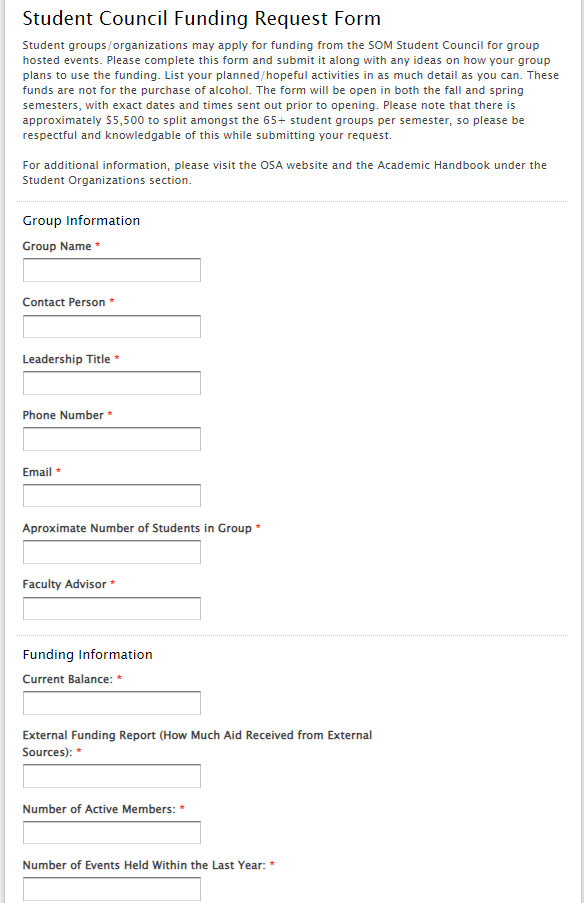 Student Council Funding Request Form
Student groups/organizations may apply for funding from the SOM Student Council for group
hosted events. Please complete this form and submit it along with any ideas on how your group
plans to use the funding. List your planned/hopeful activities in as much detail as you can. These
funds are not for the purchase of alcohol. The form will be open in both the fall and spring
semesters, with exact dates and times sent out prior to opening. Please note that there is
approximately $5,500 to split amongst the 65+ student groups per semester, so please be
respectful and knowledgable of this while submitting your request.
For additional information, please visit the OSA website and the Academic Handbook under the
Student Organizations section.
Group Information
Group Name *
Contact Person *
Leadership Title *
Phone Number *
Email *
Aproximate Number of Students in Group *
Faculty Advisor *
Funding Information
Current Balance: *
External Funding Report (How Much Aid Received from External
Sources): *
Number of Active Members: *
Number of Events Held Within the Last Year: *